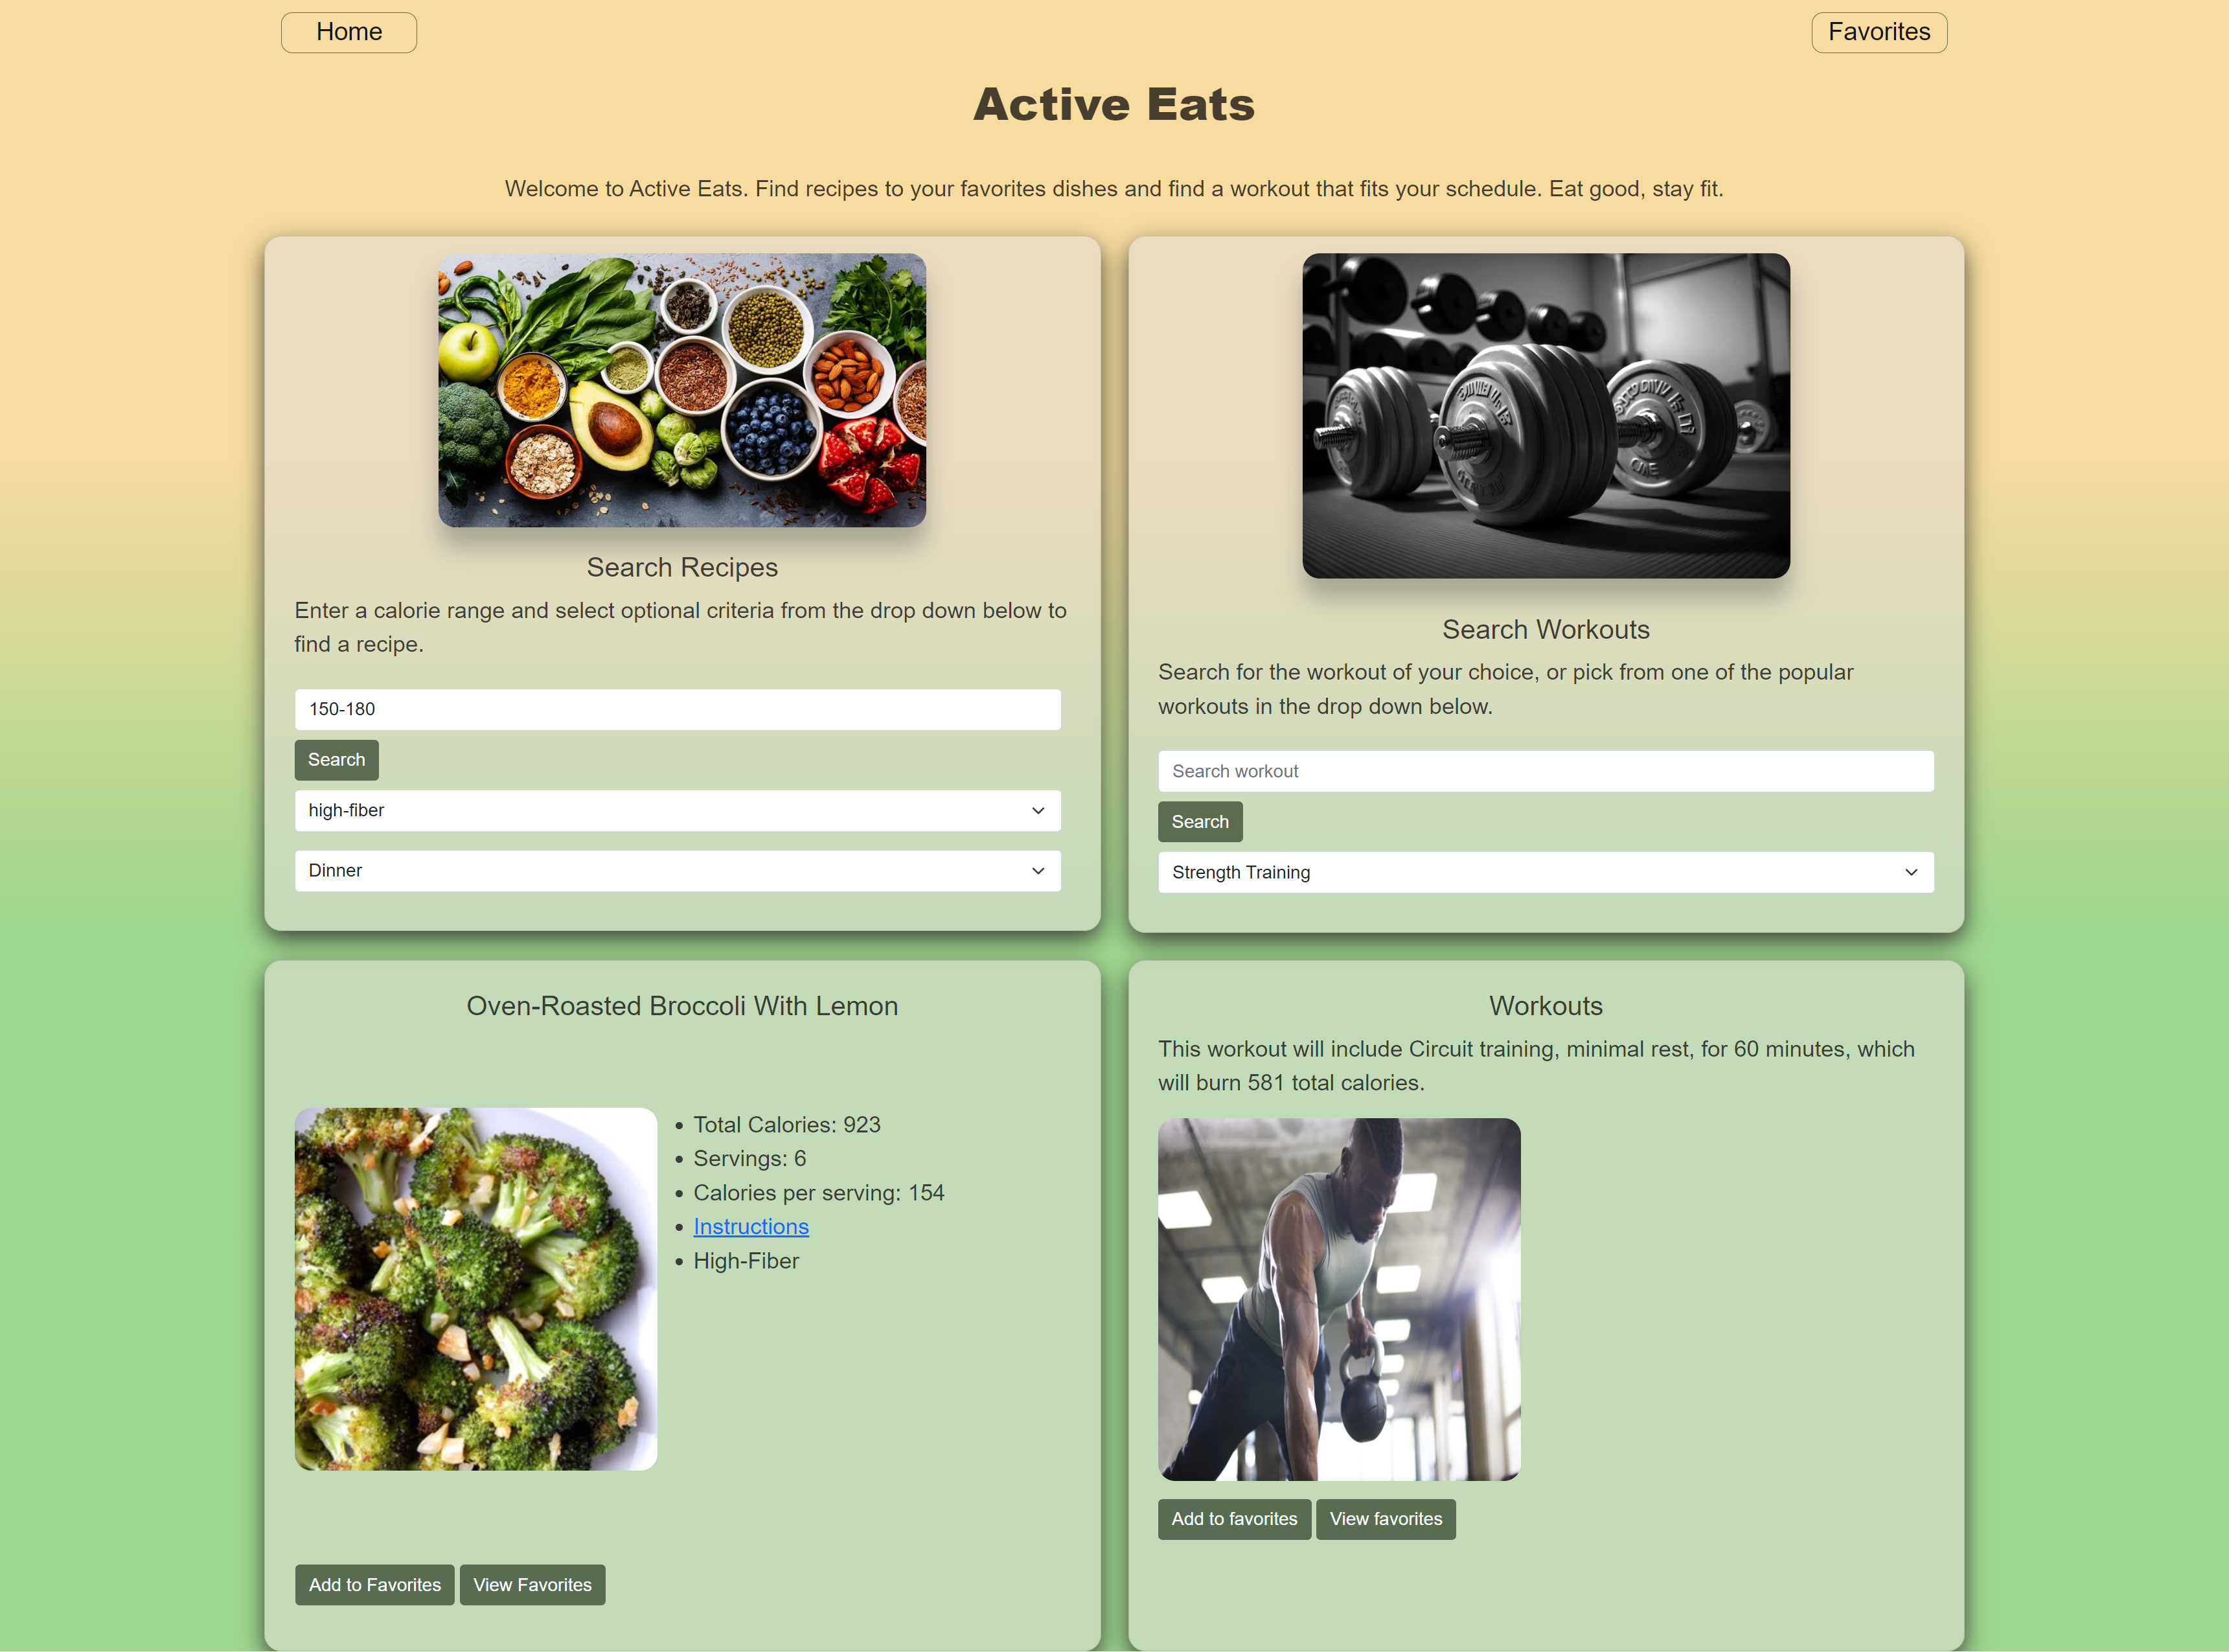 Home
Favorites
Active Eats
Welcome to Active Eats. Find recipes to your favorites dishes and find a workout that fits your schedule. Eat good, stay fit.
Search Recipes
Enter a calorie range and select optional criteria from the drop down below to
find a recipe.
150-180
Search
high-fiber
Dinner
Search Workouts
Search for the workout of your choice, or pick from one of the popular
workouts in the drop down below.
Search workout
Search
Strength Training
Oven-Roasted Broccoli With Lemon
Total Calories: 923
Servings: 6
Calories per serving: 154
Instructions
High-Fiber
Add to Favorites
View Favorites
Workouts
This workout will include Circuit training, minimal rest, for 60 minutes, which
will burn 581 total calories.
Add to favorites
View favorites